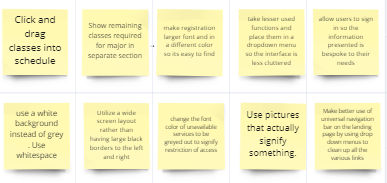 Click and
drag
classes into
schedule
Show remaining
classes required
for major in
separate section
make registration
larger font and in
a different color
so its easy to find
take lesser used
functions and
place them in a
dropdown menu
so the interface is
less cluttered
allow users to sign
in so the
information
presented is
bespoke to their
needs
use a white
background
instead of grey
. Use
whitespace
Utilize a wide
screen layout
rather than
having large black
borders to the left
and right
change the font
color of unavailable
services to be
greyed out to signify
restriction of access
Use pictures
that actually
signify
something.
Make better use of
universal navigation
bar on the landing
page by using drop
down menus to
clean up all the
various links